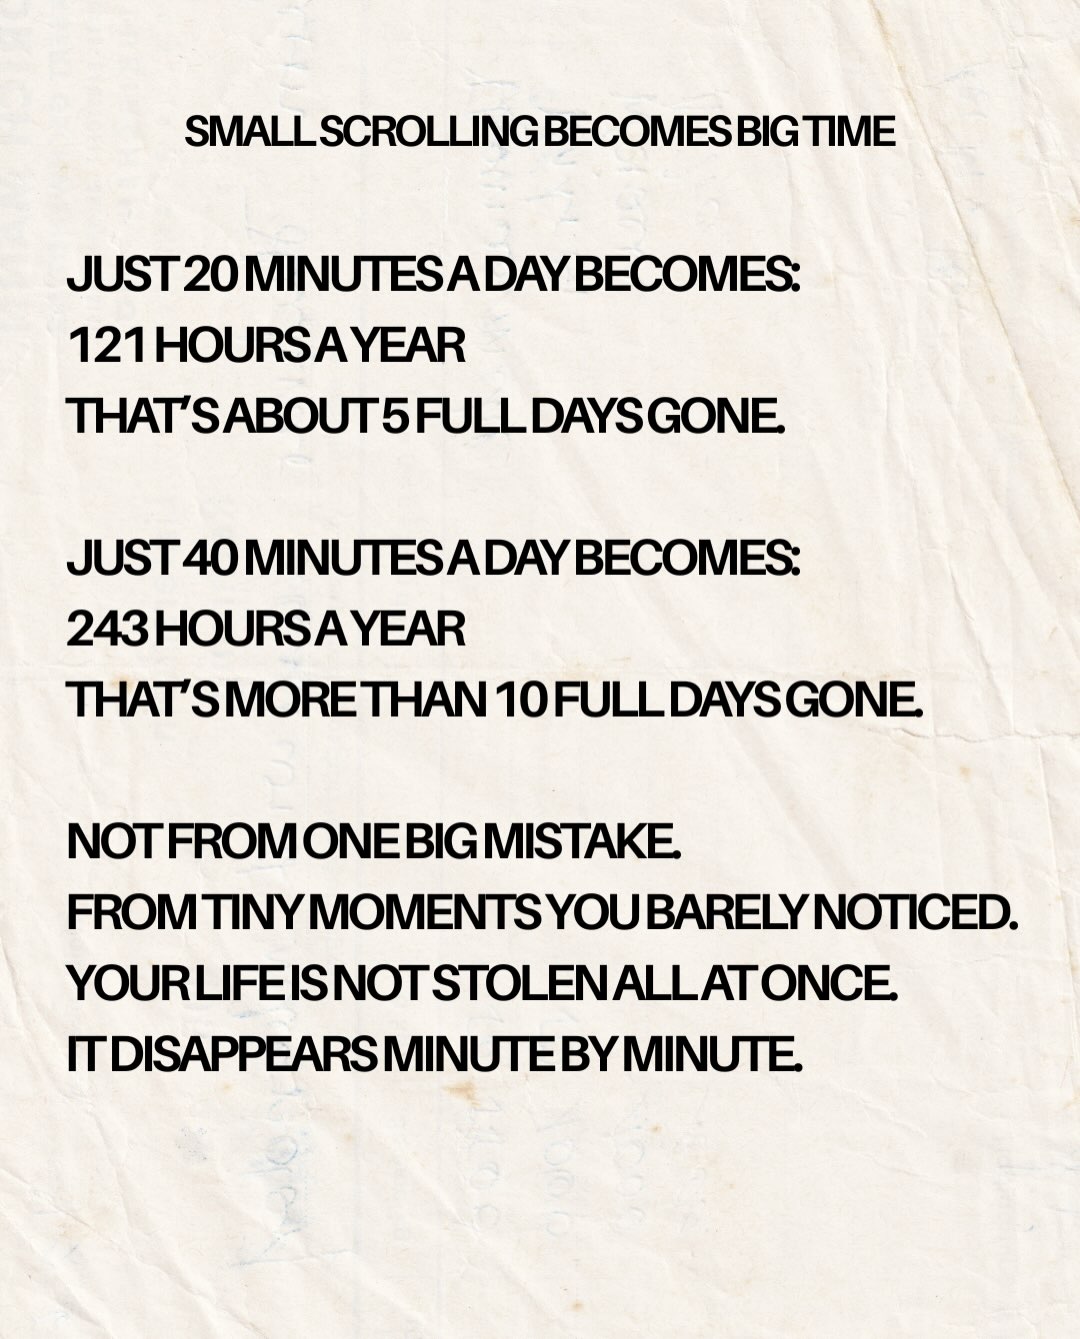 SMALL SCROLLING BECOMES BIG TIME
JUST 20 MINUTES A DAY BECOMES:
121 HOURS A YEAR
THAT'S ABOUT 5 FULL DAYS GONE.
JUST 40 MINUTES A DAY BECOMES:
243 HOURS A YEAR
THAT'S MORE THAN 10 FULL DAYS GONE.
NOT FROM ONE BIG MISTAKE.
FROM TINY MOMENTS YOU BARELY NOTICED.
YOUR LIFE IS NOT STOLEN ALL AT ONCE.
IT DISAPPEARS MINUTE BY MINUTE.